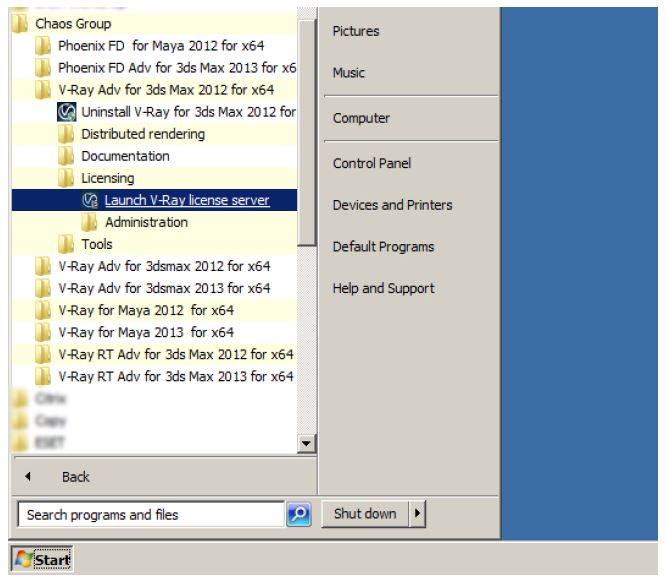 Chaos Group
Phoenix FD for Maya 2012 for x64
Phoenix FD Adv for 3ds Max 2013 for x6
V-Ray Adv for 3ds Max 2012 for x64
Uninstall V-Ray for 3ds Max 2012 for
Distributed rendering
Documentation
Licensing
Launch V-Ray license server
Administration
Tools
V-Ray Adv for 3dsmax 2012 for x64
V-Ray Adv for 3dsmax 2013 for x64
V-Ray for Maya 2012 for x64
V-Ray for Maya 2013 for x64
V-Ray RT Adv for 3ds Max 2012 for x64
V-Ray RT Adv for 3ds Max 2013 for x64
Citrix
Copy
ESET
Back
Search programs and files
Pictures
Music
Computer
Control Panel
Devices and Printers
Default Programs
Help and Support
Shut down
Start